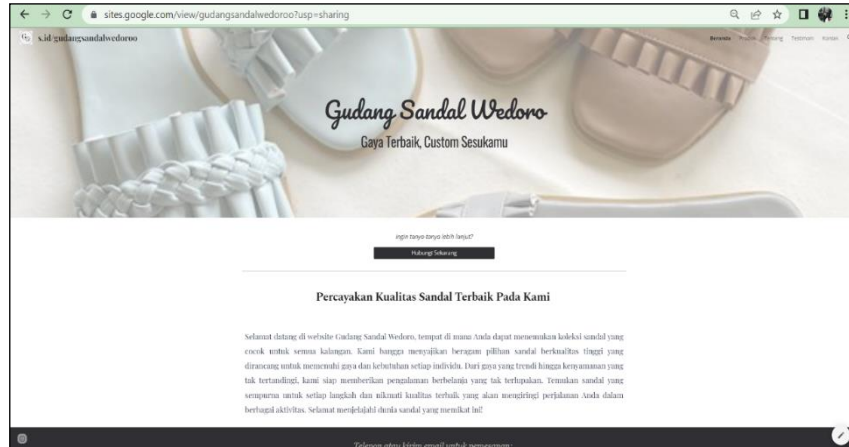 sites.google.com/view/gudangsandalwedoroo?usp=sharing
s.id/gudangsandalwedoroo
Beranda Tentang Testimoni Kontak
Gudang Sandal Wedoro
Gaya Terbaik, Custom Sesukamu
ingin tanya-tanya lebih lanjut?
Hubungi Sekarang
Percayakan Kualitas Sandal Terbaik Pada Kami
Selamat datang di website Gudang Sandal Wedoro, tempat di mana Anda dapat menemukan koleksi sandal yang
cocok untuk semua kalangan. Kami bangga menyajikan beragam pilihan sandal berkualitas tinggi yang
dirancang untuk memenuhi gaya dan kebutuhan setiap individu. Dari gaya yang trendi hingga kenyamanan yang
tak tertandingi, kami siap memberikan pengalaman berbelanja yang tak terlupakan. Temukan sandal yang
sempurna untuk setiap langkah dan nikmati kualitas terbaik yang akan mengiringi perjalanan Anda dalam
berbagai aktivitas. Selamat menjelajahi dunia sandal yang memikat ini!
Telepon atau kirim email untuk pemesanan: